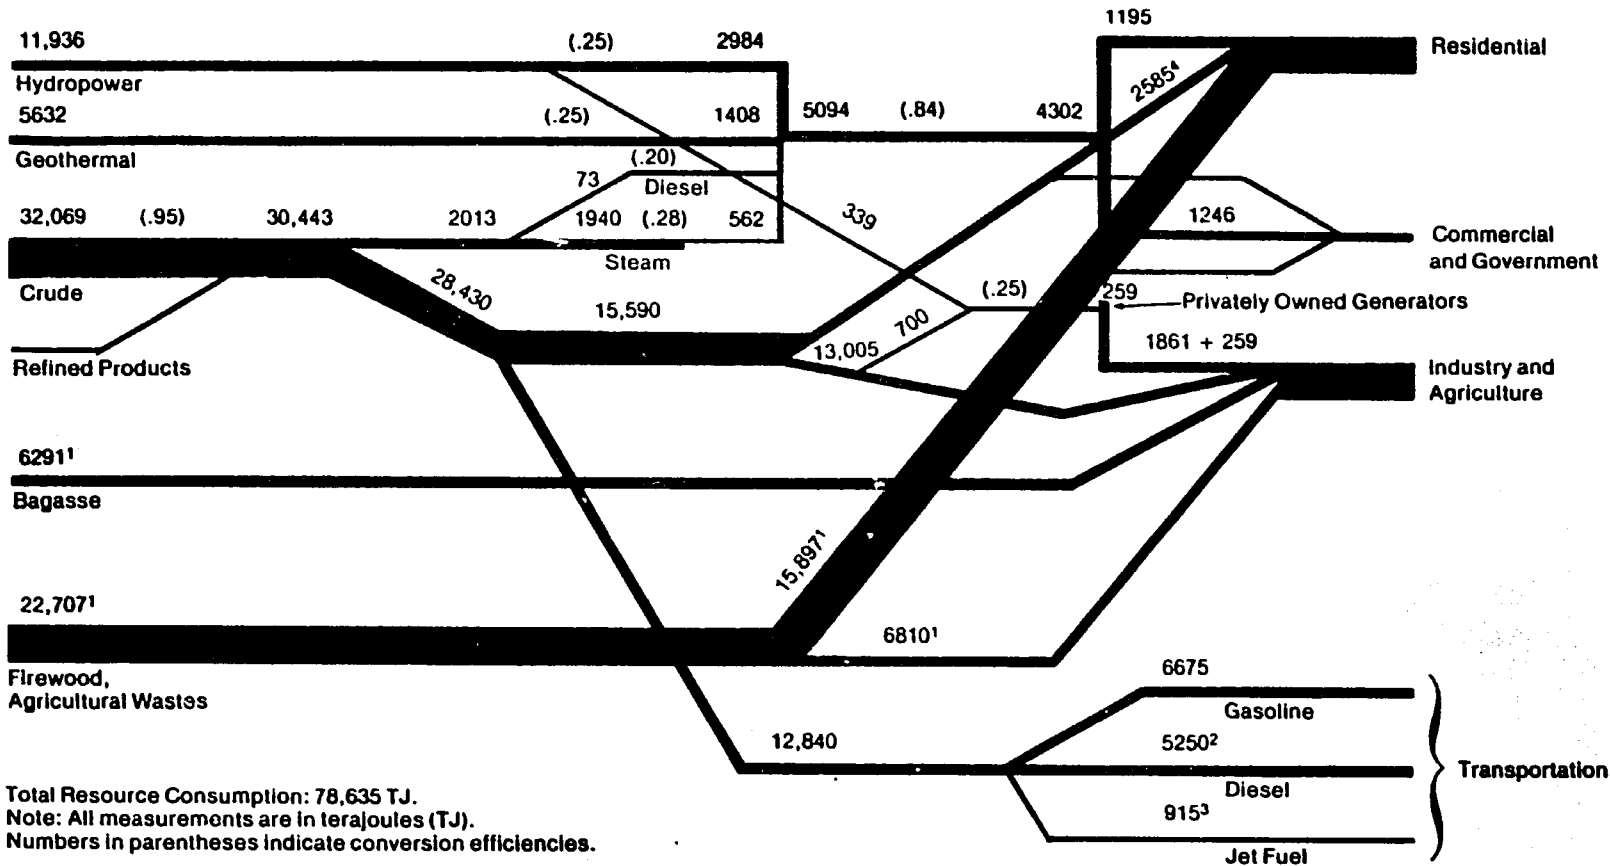 1195
11,936 (.25) 2984
Residential
Hydropower
2585⁴
5632 (.25) 1408 5094 (.84) 4302
Geothermal
(.20)
73 Diesel
32,069 (.95) 30,443 2013 1940 (.28) 562
339
1246
Commercial
and Government
Steam
Crude
28,430
15,590
(.25) 259
Privately Owned Generators
700
13,005
1861 + 259
Refined Products
Industry and
Agriculture
6291¹
Bagasse
15,897¹
22,707¹
6810¹
Firewood,
Agricultural Wastes
6675
Gasoline
12,840
5250²
Diesel
Transportation
915³
Jet Fuel
Total Resource Consumption: 78,635 TJ.
Note: All measurements are in terajoules (TJ).
Numbers in parentheses indicate conversion efficiencies.